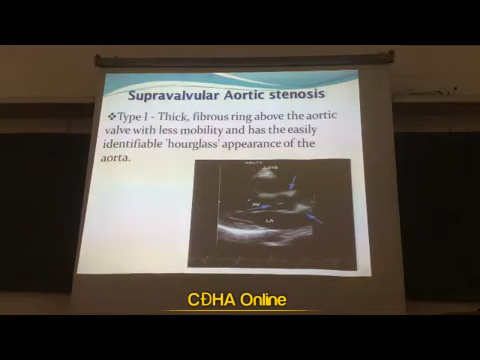 Supravalvular Aortic stenosis
❖Type I - Thick, fibrous ring above the aortic
valve with less mobility and has the easily
identifiable 'hourglass' appearance of the
aorta.
AV
LA
CĐHA Online